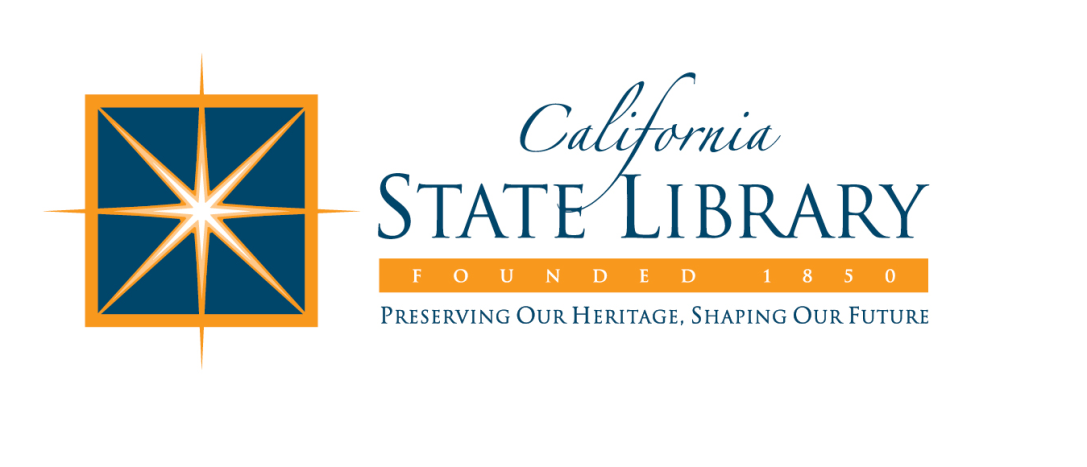 California
STATE LIBRARY
FOUNDED 1850
PRESERVING OUR HERITAGE, SHAPING OUR FUTURE